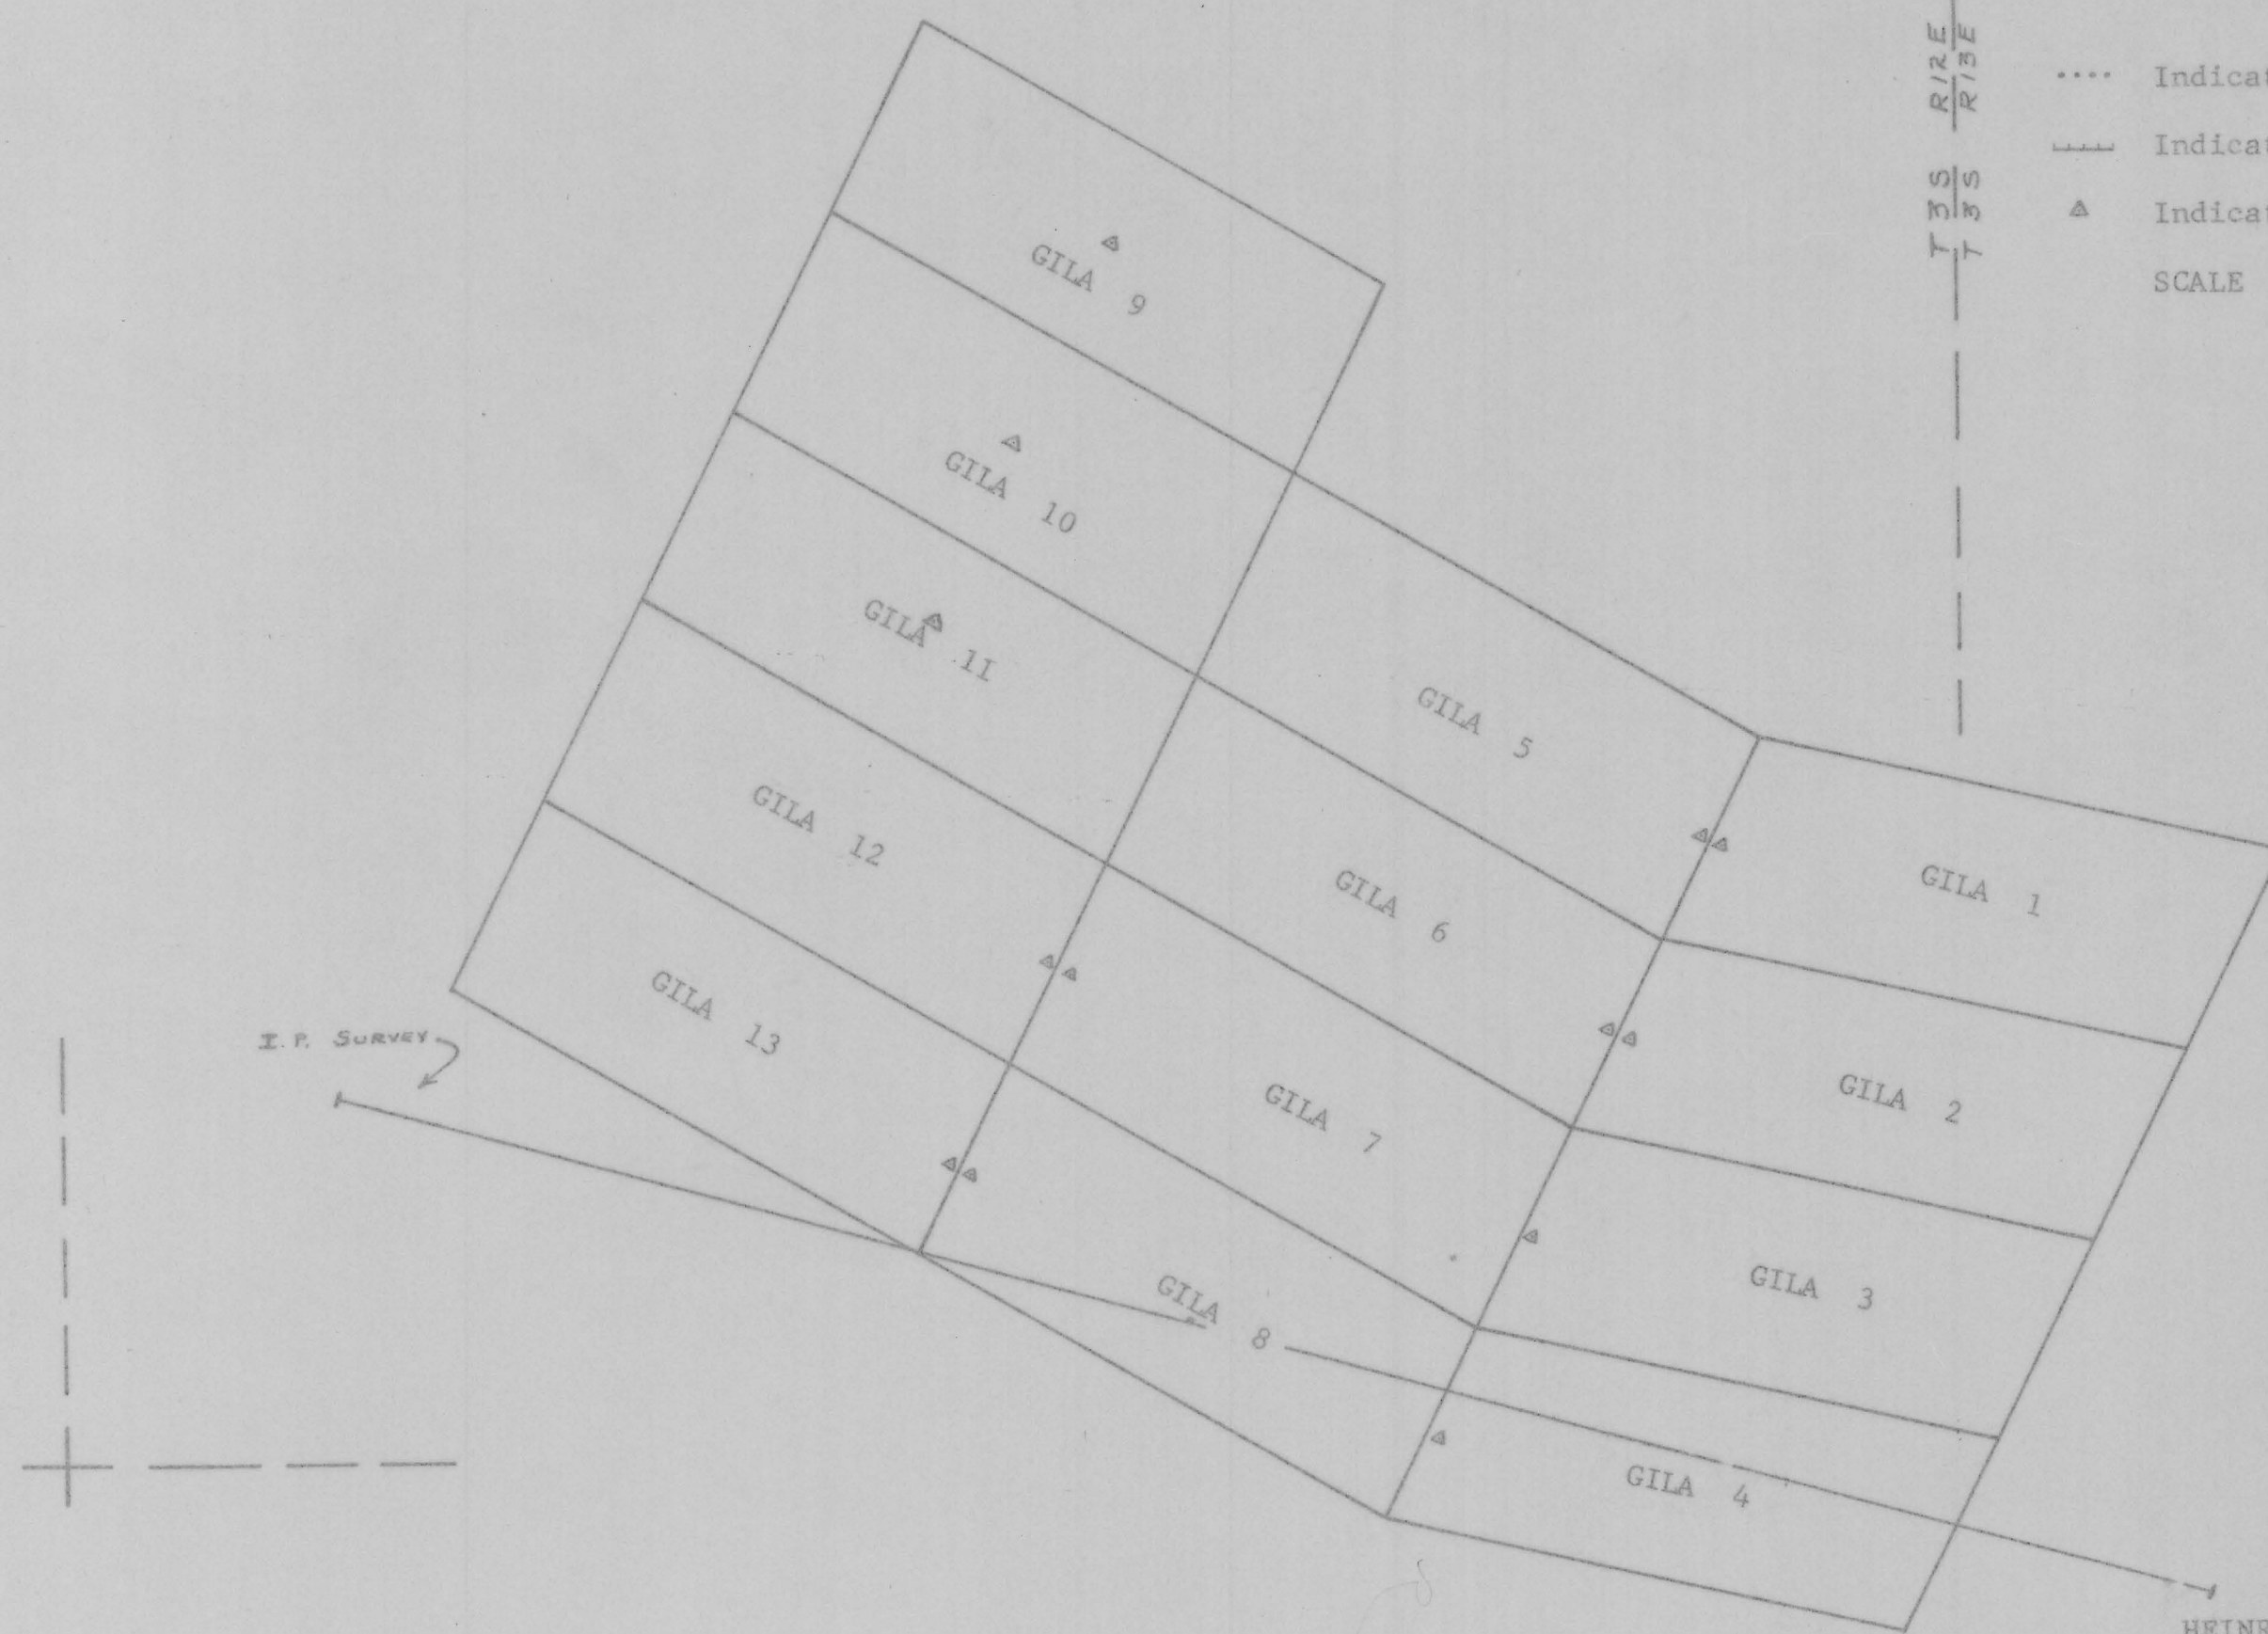 T3S R12E
T3S R13E
Indicat
Indicat
Indicat
SCALE
GILA 9
GILA 10
GILA 11
GILA 12
GILA 13
GILA 5
GILA 6
GILA 7
GILA 8
GILA 1
GILA 2
GILA 3
GILA 4
I.P. SURVEY